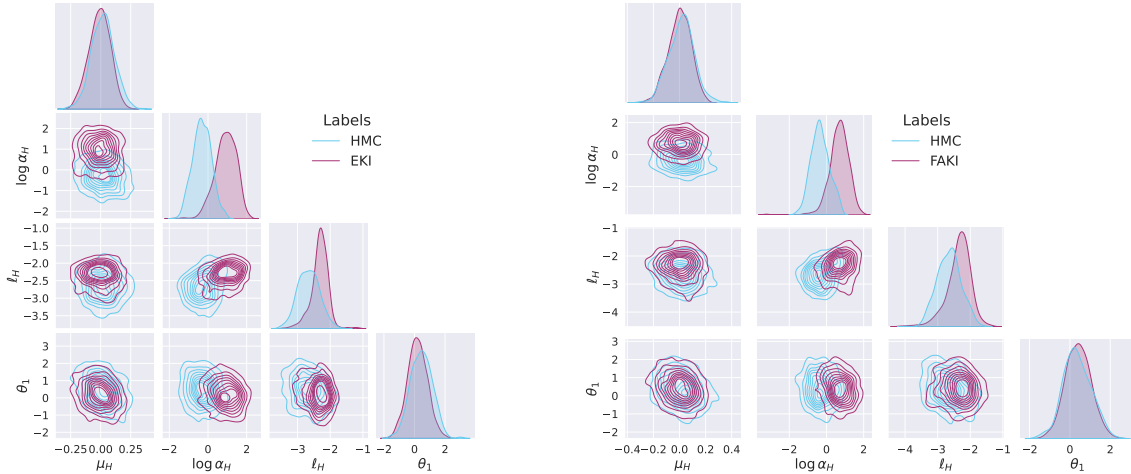 Labels
HMC
EKI
log α_H
2
1
0
−1
−2
ℓ_H
−1.0
−1.5
−2.0
−2.5
−3.0
−3.5
θ_1
3
2
1
0
−1
−2
−0.25 0.00 0.25
μ_H
−2 0 2
log α_H
−3 −2 −1
ℓ_H
−2 0 2
θ_1
Labels
HMC
FAKI
log α_H
2
0
−2
ℓ_H
−1
−2
−3
−4
θ_1
3
2
1
0
−1
−2
−0.4 −0.2 0.0 0.2 0.4
μ_H
−2 0 2
log α_H
−4 −3 −2 −1
ℓ_H
−2 0 2
θ_1